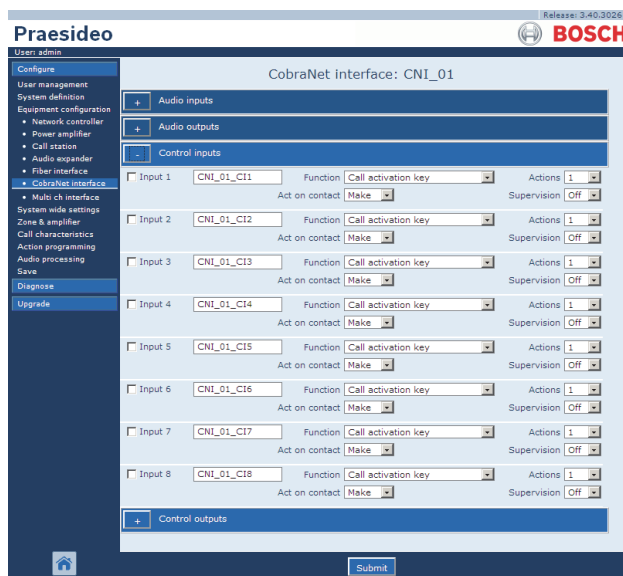 Release: 3.40.3026
Praesideo
BOSCH
User: admin
Configure
User management
System definition
Equipment configuration
• Network controller
• Power amplifier
• Call station
• Audio expander
• Fiber interface
• CobraNet interface
• Multi ch interface
System wide settings
Zone & amplifier
Call characteristics
Action programming
Audio processing
Save
Diagnose
Upgrade
CobraNet interface: CNI_01
+ Audio inputs
+ Audio outputs
- Control inputs
Input 1 CNI_01_CI1 Function Call activation key Actions 1
Act on contact Make Supervision Off
Input 2 CNI_01_CI2 Function Call activation key Actions 1
Act on contact Make Supervision Off
Input 3 CNI_01_CI3 Function Call activation key Actions 1
Act on contact Make Supervision Off
Input 4 CNI_01_CI4 Function Call activation key Actions 1
Act on contact Make Supervision Off
Input 5 CNI_01_CI5 Function Call activation key Actions 1
Act on contact Make Supervision Off
Input 6 CNI_01_CI6 Function Call activation key Actions 1
Act on contact Make Supervision Off
Input 7 CNI_01_CI7 Function Call activation key Actions 1
Act on contact Make Supervision Off
Input 8 CNI_01_CI8 Function Call activation key Actions 1
Act on contact Make Supervision Off
+ Control outputs
Submit